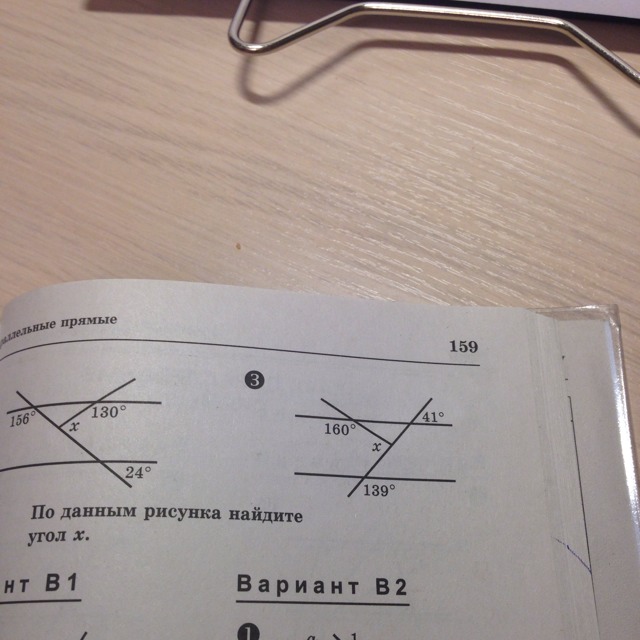 параллельные прямые
159
3
156° x 130°
24°
160° x 41°
139°
По данным рисунка найдите
угол x.
нт В1
Вариант В2
1